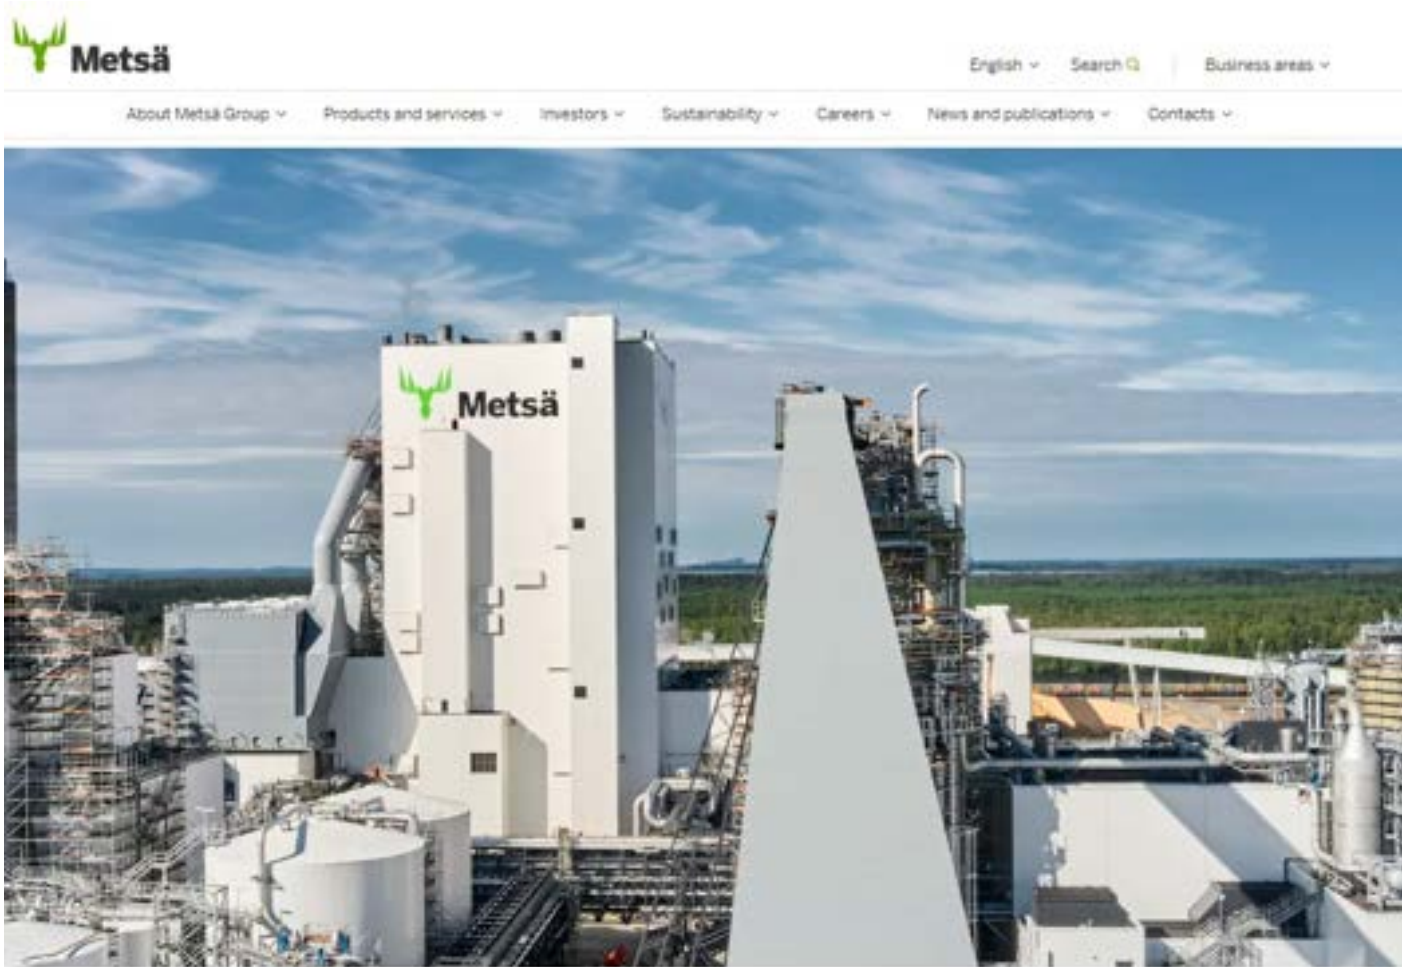 Metsä
English
Search
Business areas
About Metsä Group
Products and services
Investors
Sustainability
Careers
News and publications
Contacts
Metsä